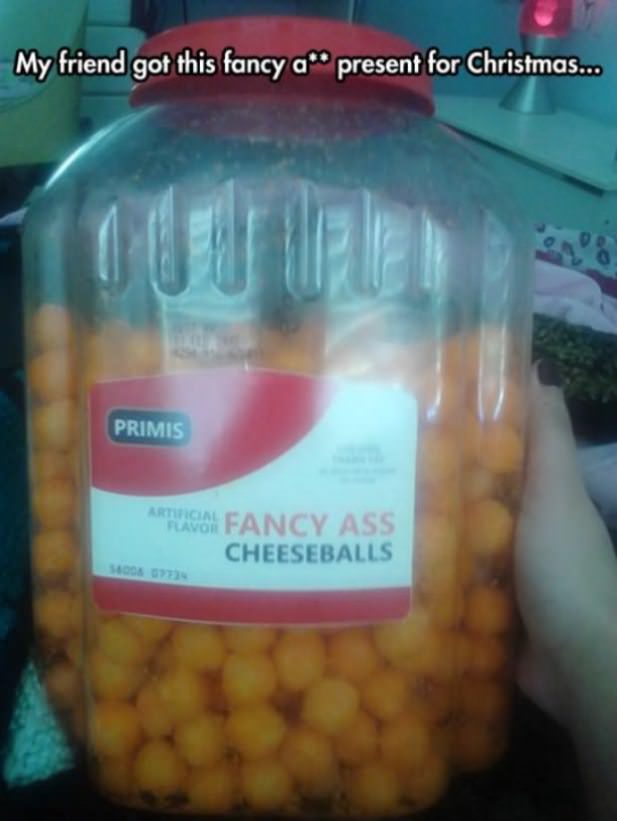 My friend got this fancy a** present for Christmas...
PRIMIS
ARTIFICIAL
FLAVOR
FANCY ASS
CHEESEBALLS